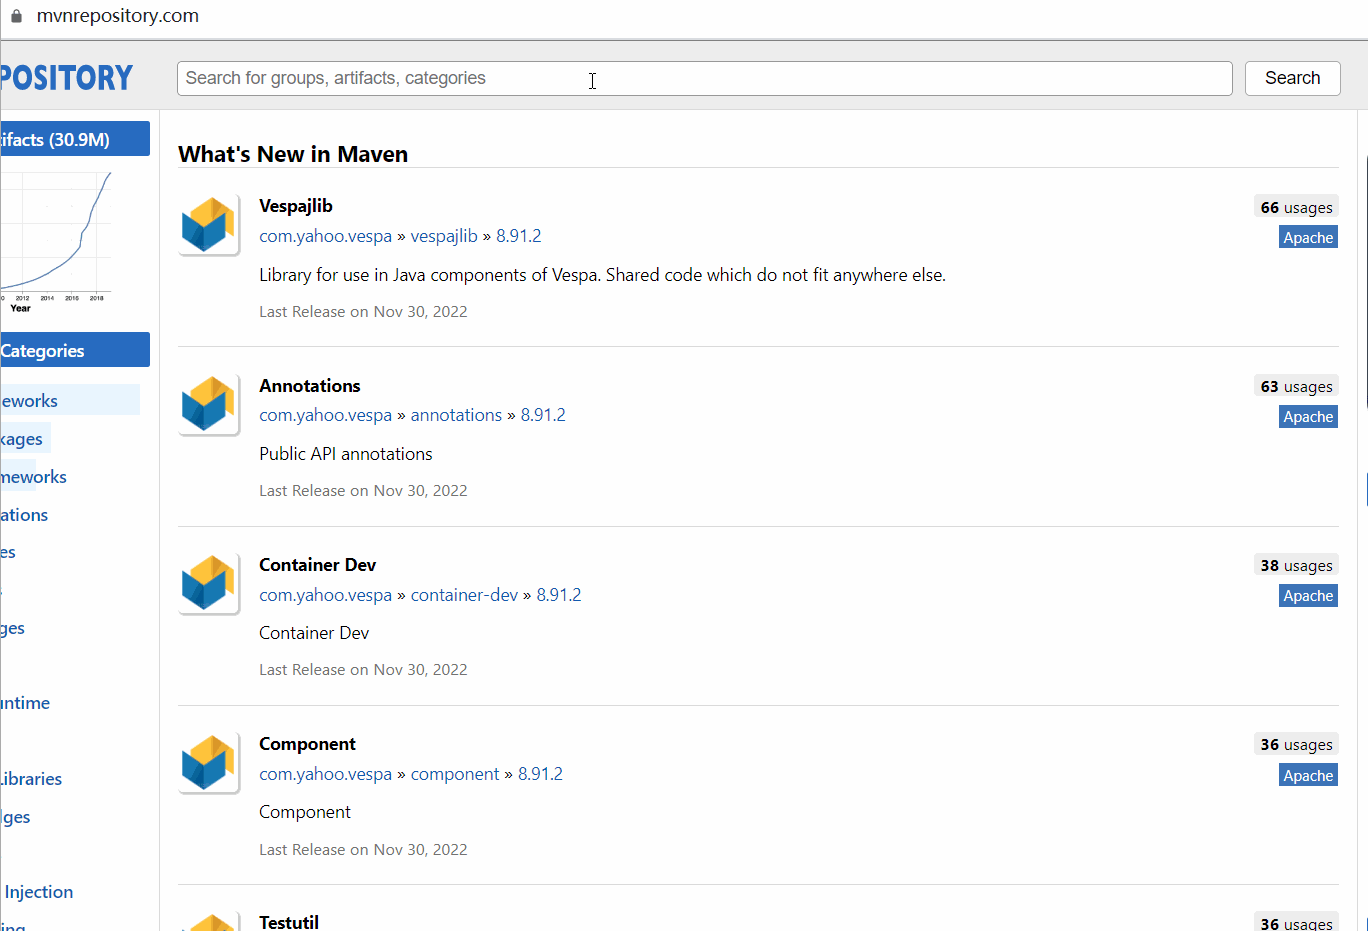 mvnrepository.com
POSITORY
Search for groups, artifacts, categories
Search
ifacts (30.9M)
2012 2014 2016 2018
Year
Categories
eworks
kages
meworks
ations
es
ges
untime
ibraries
dges
Injection
ing
What's New in Maven
Vespajlib
66 usages
com.yahoo.vespa » vespajlib » 8.91.2
Apache
Library for use in Java components of Vespa. Shared code which do not fit anywhere else.
Last Release on Nov 30, 2022
Annotations
63 usages
com.yahoo.vespa » annotations » 8.91.2
Apache
Public API annotations
Last Release on Nov 30, 2022
Container Dev
38 usages
com.yahoo.vespa » container-dev » 8.91.2
Apache
Container Dev
Last Release on Nov 30, 2022
Component
36 usages
com.yahoo.vespa » component » 8.91.2
Apache
Component
Last Release on Nov 30, 2022
Testutil
36 usages